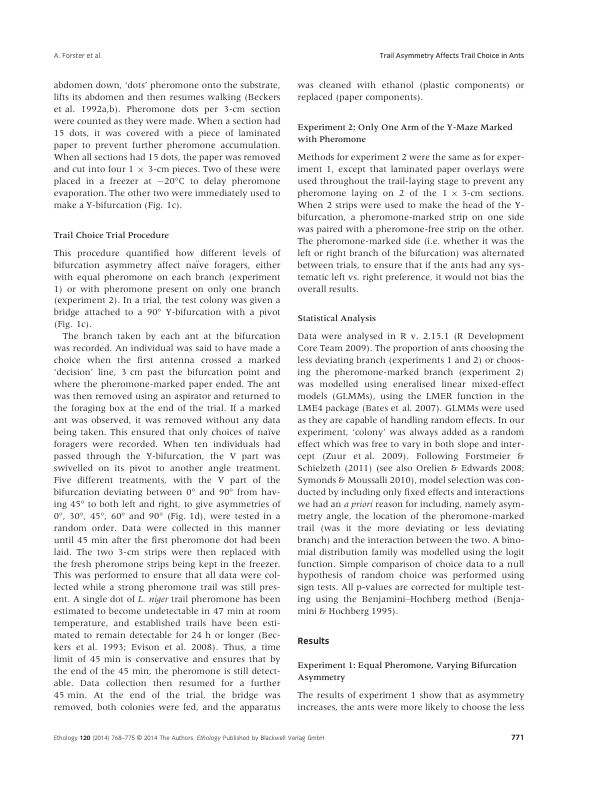 A. Forster et al.
Trail Asymmetry Affects Trail Choice in Ants
abdomen down, ‘dots’ pheromone onto the substrate,
lifts its abdomen and then resumes walking (Beckers
et al. 1992a,b). Pheromone dots per 3-cm section
were counted as they were made. When a section had
15 dots, it was covered with a piece of laminated
paper to prevent further pheromone accumulation.
When all sections had 15 dots, the paper was removed
and cut into four 1 × 3-cm pieces. Two of these were
placed in a freezer at −20°C to delay pheromone
evaporation. The other two were immediately used to
make a Y-bifurcation (Fig. 1c).
Trail Choice Trial Procedure
This procedure quantified how different levels of
bifurcation asymmetry affect naïve foragers, either
with equal pheromone on each branch (experiment
1) or with pheromone present on only one branch
(experiment 2). In a trial, the test colony was given a
bridge attached to a 90° Y-bifurcation with a pivot
(Fig. 1c).
The branch taken by each ant at the bifurcation
was recorded. An individual was said to have made a
choice when the first antenna crossed a marked
‘decision’ line, 3 cm past the bifurcation point and
where the pheromone-marked paper ended. The ant
was then removed using an aspirator and returned to
the foraging box at the end of the trial. If a marked
ant was observed, it was removed without any data
being taken. This ensured that only choices of naïve
foragers were recorded. When ten individuals had
passed through the Y-bifurcation, the V part was
swivelled on its pivot to another angle treatment.
Five different treatments, with the V part of the
bifurcation deviating between 0° and 90° from hav-
ing 45° to both left and right, to give asymmetries of
0°, 30°, 45°, 60° and 90° (Fig. 1d), were tested in a
random order. Data were collected in this manner
until 45 min after the first pheromone dot had been
laid. The two 3-cm strips were then replaced with
the fresh pheromone strips being kept in the freezer.
This was performed to ensure that all data were col-
lected while a strong pheromone trail was still pres-
ent. A single dot of L. niger trail pheromone has been
estimated to become undetectable in 47 min at room
temperature, and established trails have been esti-
mated to remain detectable for 24 h or longer (Bec-
kers et al. 1993; Evison et al. 2008). Thus, a time
limit of 45 min is conservative and ensures that by
the end of the 45 min, the pheromone is still detect-
able. Data collection then resumed for a further
45 min. At the end of the trial, the bridge was
removed, both colonies were fed, and the apparatus
was cleaned with ethanol (plastic components) or
replaced (paper components).
Experiment 2: Only One Arm of the Y-Maze Marked
with Pheromone
Methods for experiment 2 were the same as for exper-
iment 1, except that laminated paper overlays were
used throughout the trail-laying stage to prevent any
pheromone laying on 2 of the 1 × 3-cm sections.
When 2 strips were used to make the head of the Y-
bifurcation, a pheromone-marked strip on one side
was paired with a pheromone-free strip on the other.
The pheromone-marked side (i.e. whether it was the
left or right branch of the bifurcation) was alternated
between trials, to ensure that if the ants had any sys-
tematic left vs. right preference, it would not bias the
overall results.
Statistical Analysis
Data were analysed in R v. 2.15.1 (R Development
Core Team 2009). The proportion of ants choosing the
less deviating branch (experiments 1 and 2) or choos-
ing the pheromone-marked branch (experiment 2)
was modelled using eneralised linear mixed-effect
models (GLMMs), using the LMER function in the
LME4 package (Bates et al. 2007). GLMMs were used
as they are capable of handling random effects. In our
experiment, ‘colony’ was always added as a random
effect which was free to vary in both slope and inter-
cept (Zuur et al. 2009). Following Forstmeier &
Schielzeth (2011) (see also Orelien & Edwards 2008;
Symonds & Moussalli 2010), model selection was con-
ducted by including only fixed effects and interactions
we had an a priori reason for including, namely asym-
metry angle, the location of the pheromone-marked
trail (was it the more deviating or less deviating
branch) and the interaction between the two. A bino-
mial distribution family was modelled using the logit
function. Simple comparison of choice data to a null
hypothesis of random choice was performed using
sign tests. All p-values are corrected for multiple test-
ing using the Benjamini–Hochberg method (Benja-
mini & Hochberg 1995).
Results
Experiment 1: Equal Pheromone, Varying Bifurcation
Asymmetry
The results of experiment 1 show that as asymmetry
increases, the ants were more likely to choose the less
Ethology 120 (2014) 768–775 © 2014 The Authors. Ethology Published by Blackwell Verlag GmbH
771